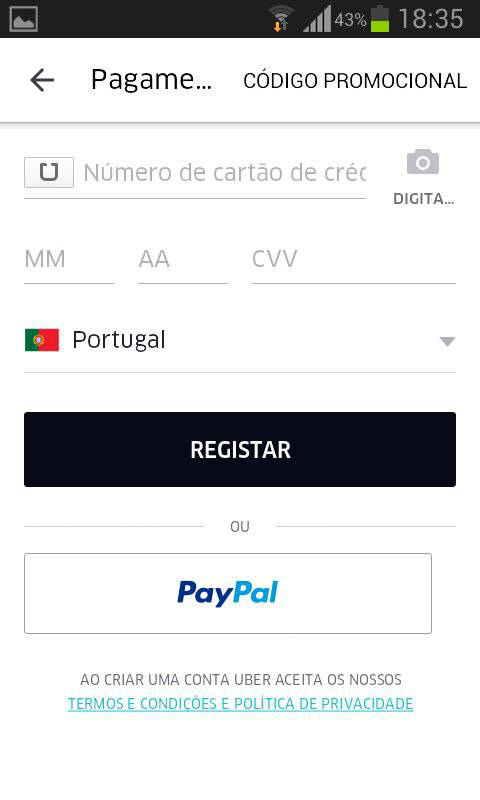 43% 18:35
Pagame... CÓDIGO PROMOCIONAL
Número de cartão de créc
DIGITA...
MM AA CVV
Portugal
REGISTAR
OU
PayPal
AO CRIAR UMA CONTA UBER ACEITA OS NOSSOS
TERMOS E CONDIÇÕES E POLÍTICA DE PRIVACIDADE